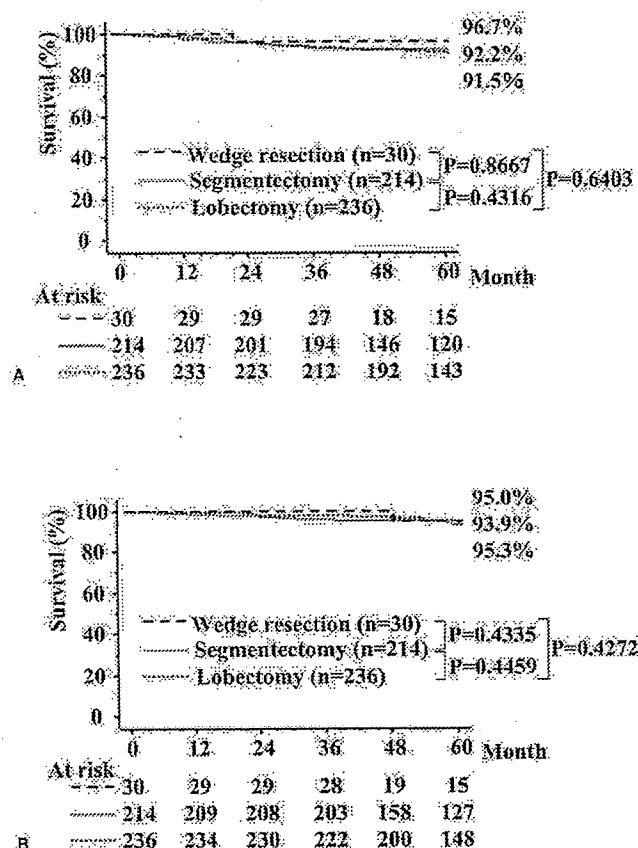 Survival (%)
100
80
60
40
20
0
96.7%
92.2%
91.5%
Wedge resection (n=30)
Segmentectomy (n=214)
Lobectomy (n=236)
P=0.8667
P=0.4316
P=0.6403
0 12 24 36 48 60 Month
At risk
30 29 29 27 18 15
214 207 201 194 146 120
236 233 223 212 192 143
A
Survival (%)
100
80
60
40
20
0
95.0%
93.9%
95.3%
Wedge resection (n=30)
Segmentectomy (n=214)
Lobectomy (n=236)
P=0.4335
P=0.4459
P=0.4272
0 12 24 36 48 60 Month
At risk
30 29 29 28 19 15
214 209 208 203 158 127
236 234 230 222 200 148
B